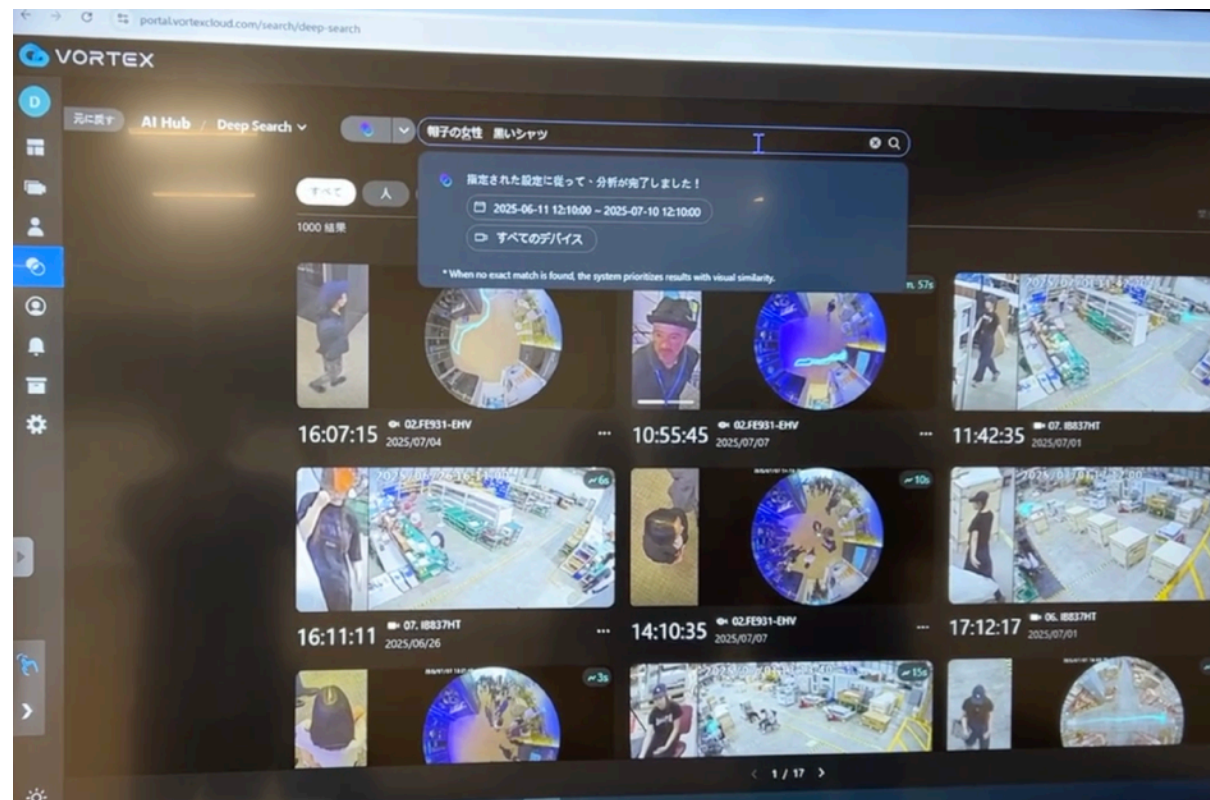 portal.vortexcloud.com/search/deep-search
VORTEX
D
元に戻す
AI Hub / Deep Search
帽子の女性 黒いシャツ
指定された設定に従って、分析が完了しました！
2025-06-11 12:10:00 ~ 2025-07-10 12:10:00
すべてのデバイス
* When no exact match is found, the system prioritizes results with visual similarity.
すべて 人
1000 結果
57s
16:07:15 02.FE931-EHV
2025/07/04
10:55:45 02.FE931-EHV
2025/07/07
11:42:35 07. IB837HT
2025/07/01
6s
10s
16:11:11 07. IB837HT
2025/06/26
14:10:35 02.FE931-EHV
2025/07/07
17:12:17 06. IB837HT
2025/07/01
3s
15s
1 / 17